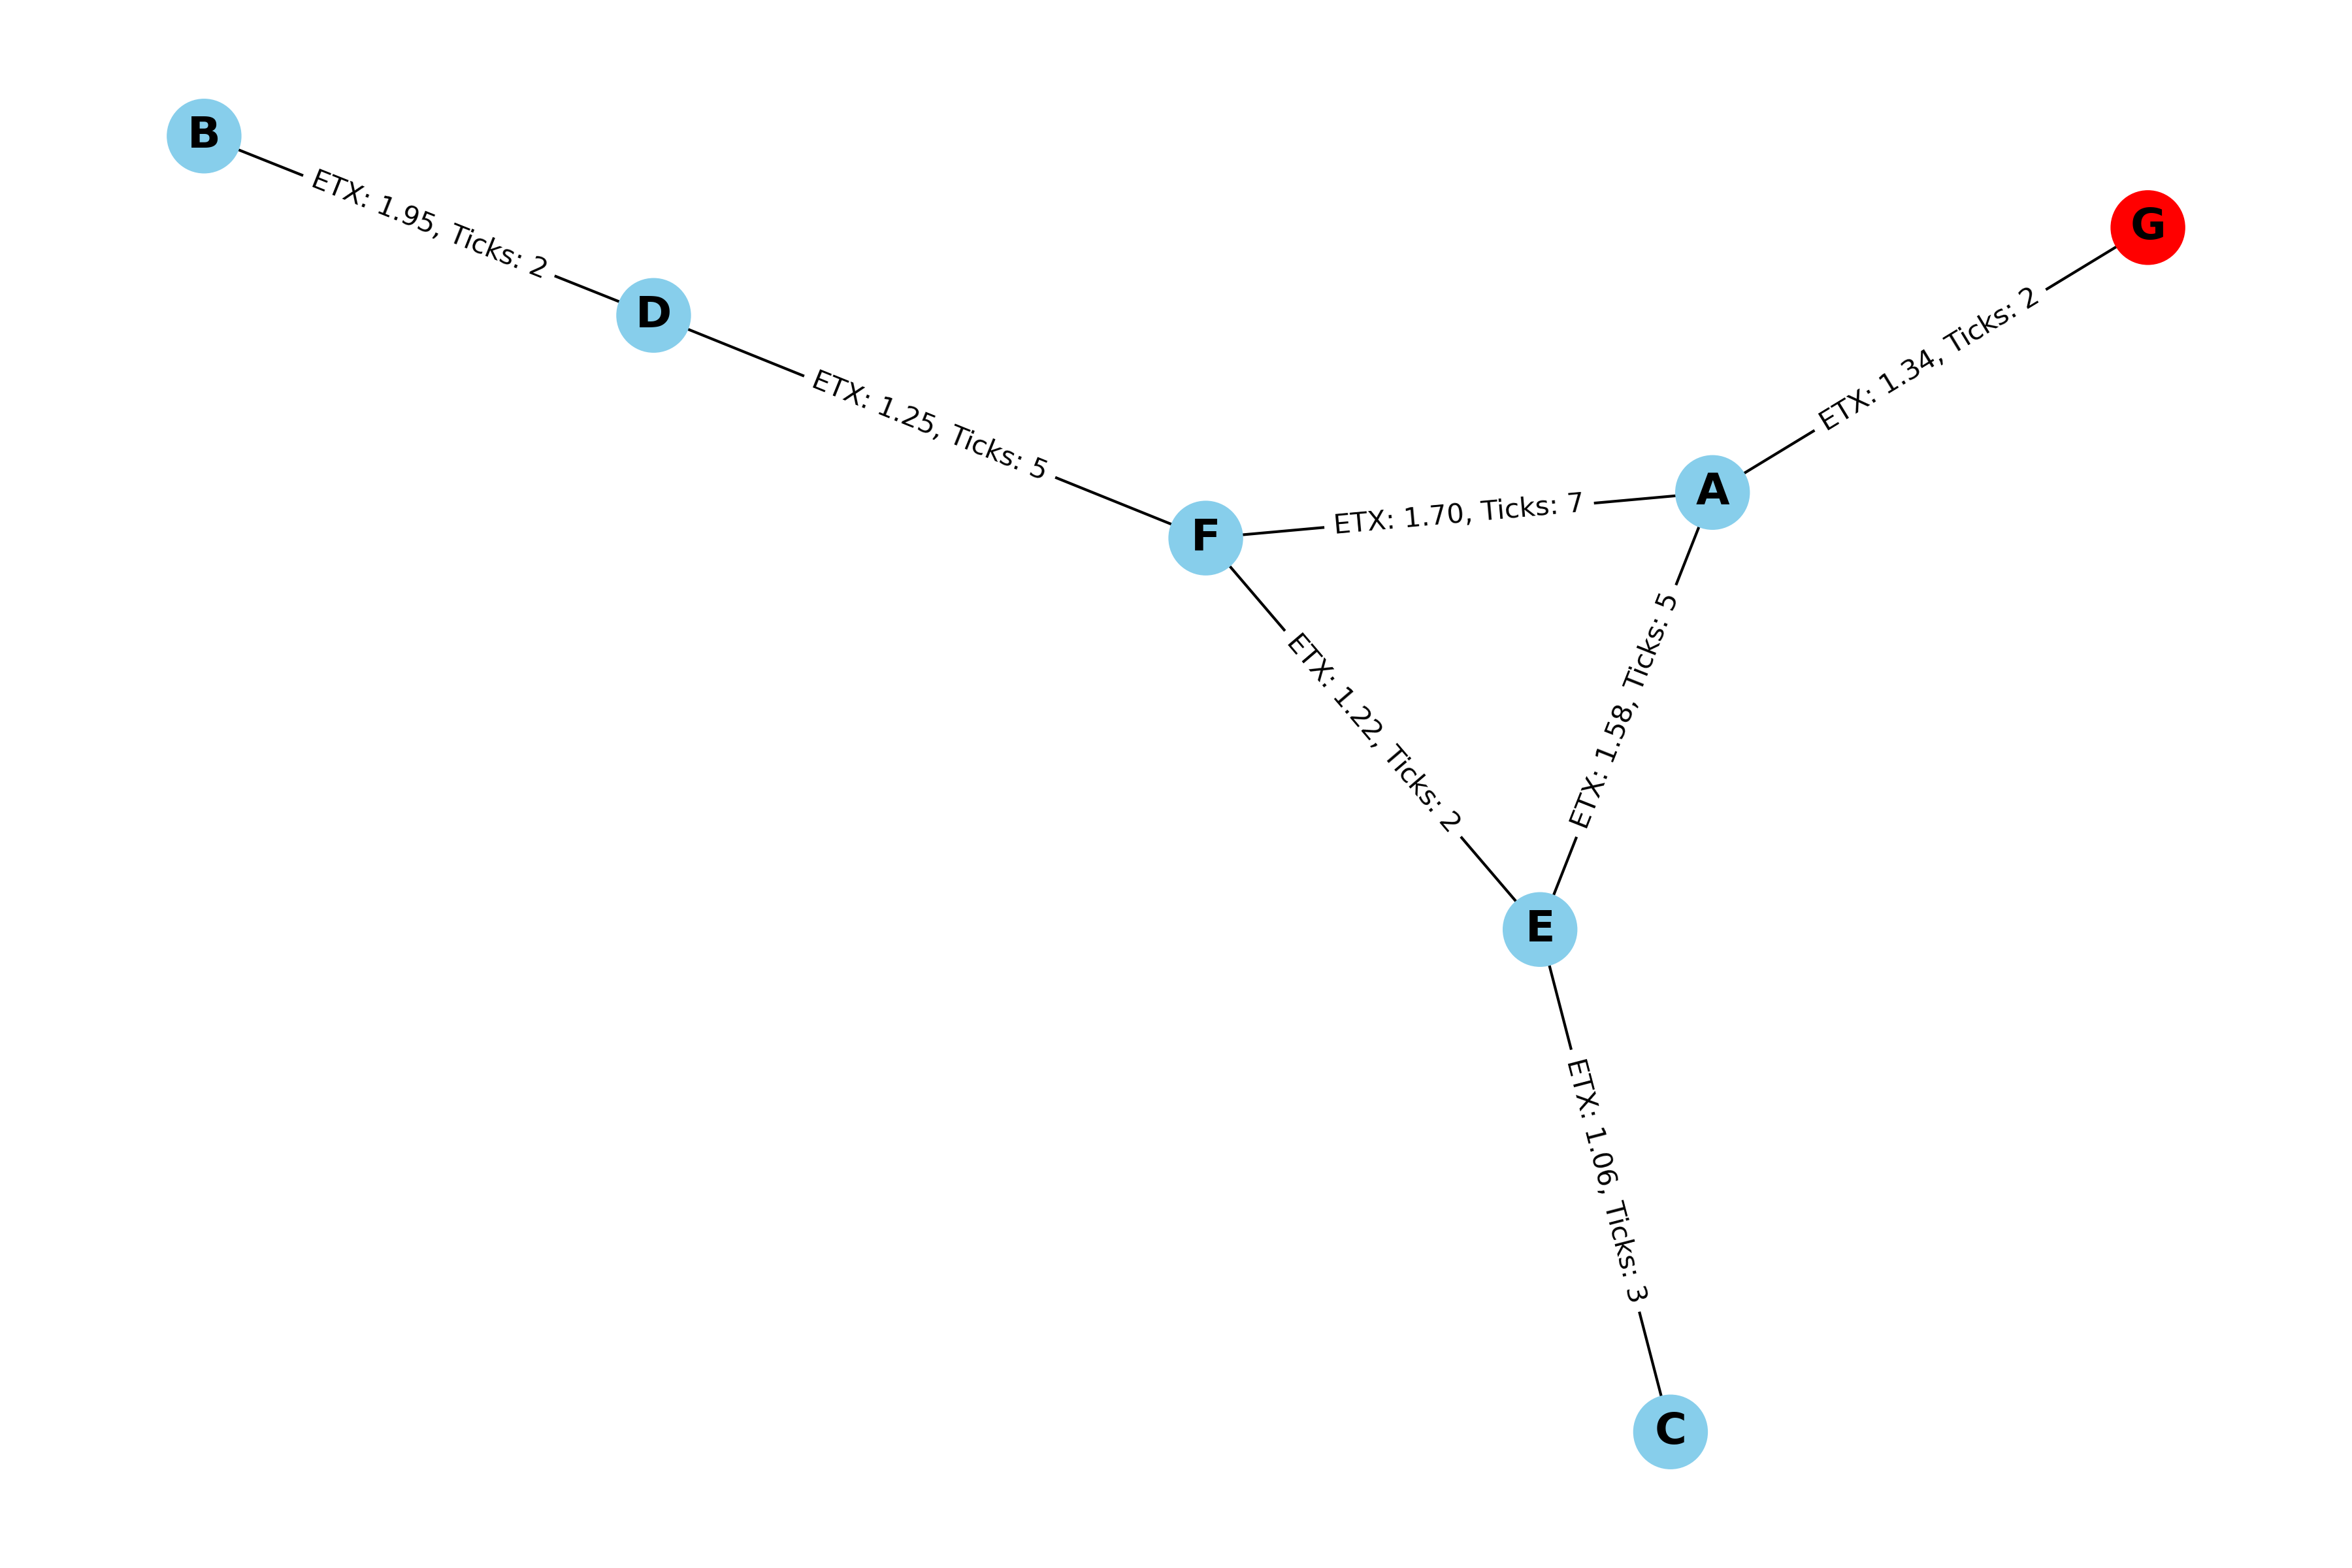 B
G
ETX: 1.95, Ticks: 2
D
ETX: 1.34, Ticks: 2
ETX: 1.25, Ticks: 5
A
ETX: 1.70, Ticks: 7
F
ETX: 1.58, Ticks: 5
ETX: 1.22, Ticks: 2
E
ETX: 1.06, Ticks: 3
C